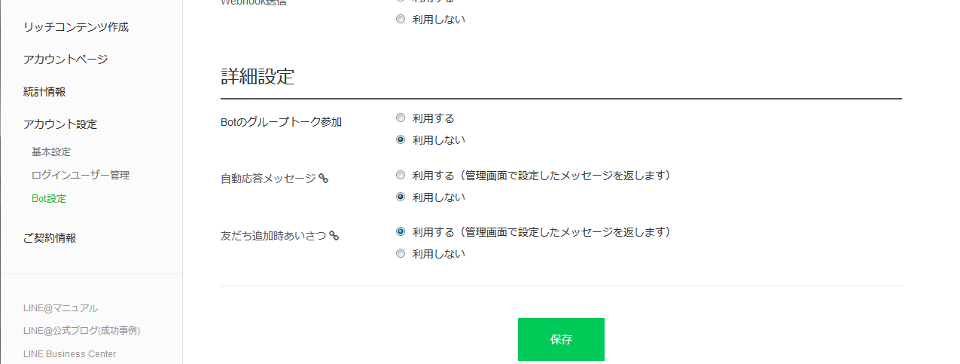 リッチコンテンツ作成
アカウントページ
統計情報
アカウント設定
基本設定
ログインユーザー管理
Bot設定
ご契約情報
LINE@マニュアル
LINE@公式ブログ(成功事例)
LINE Business Center
Webhook送信
利用する
利用しない
詳細設定
Botのグループトーク参加
利用する
利用しない
自動応答メッセージ
利用する（管理画面で設定したメッセージを返します）
利用しない
友だち追加時あいさつ
利用する（管理画面で設定したメッセージを返します）
利用しない
保存